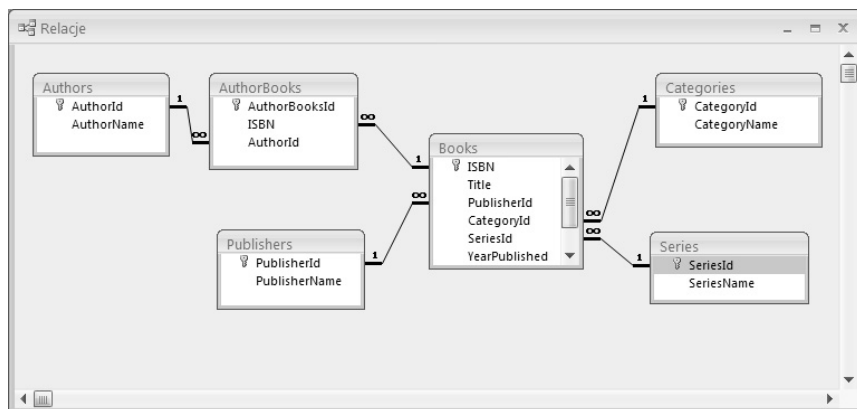 Relacje
Authors
AuthorId
AuthorName
1
∞
AuthorBooks
AuthorBooksId
ISBN
AuthorId
∞
1
Books
ISBN
Title
PublisherId
CategoryId
SeriesId
YearPublished
∞
∞
∞
Categories
CategoryId
CategoryName
1
Publishers
PublisherId
PublisherName
1
Series
SeriesId
SeriesName
1